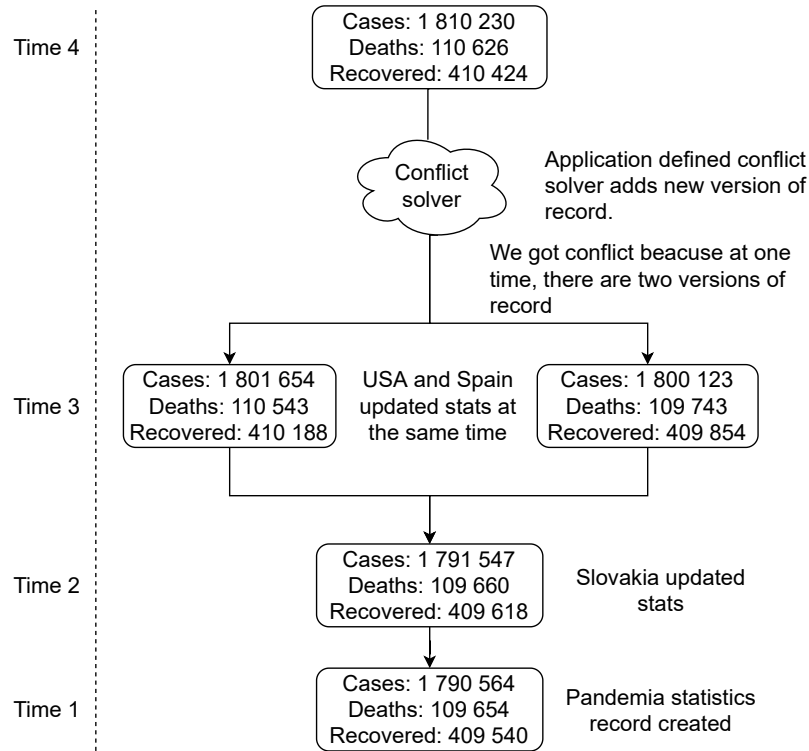 Time 4
Cases: 1 810 230
Deaths: 110 626
Recovered: 410 424
Conflict
solver
Application defined conflict
solver adds new version of
record.
We got conflict beacuse at one
time, there are two versions of
record
Time 3
Cases: 1 801 654
Deaths: 110 543
Recovered: 410 188
USA and Spain
updated stats at
the same time
Cases: 1 800 123
Deaths: 109 743
Recovered: 409 854
Time 2
Cases: 1 791 547
Deaths: 109 660
Recovered: 409 618
Slovakia updated
stats
Time 1
Cases: 1 790 564
Deaths: 109 654
Recovered: 409 540
Pandemia statistics
record created